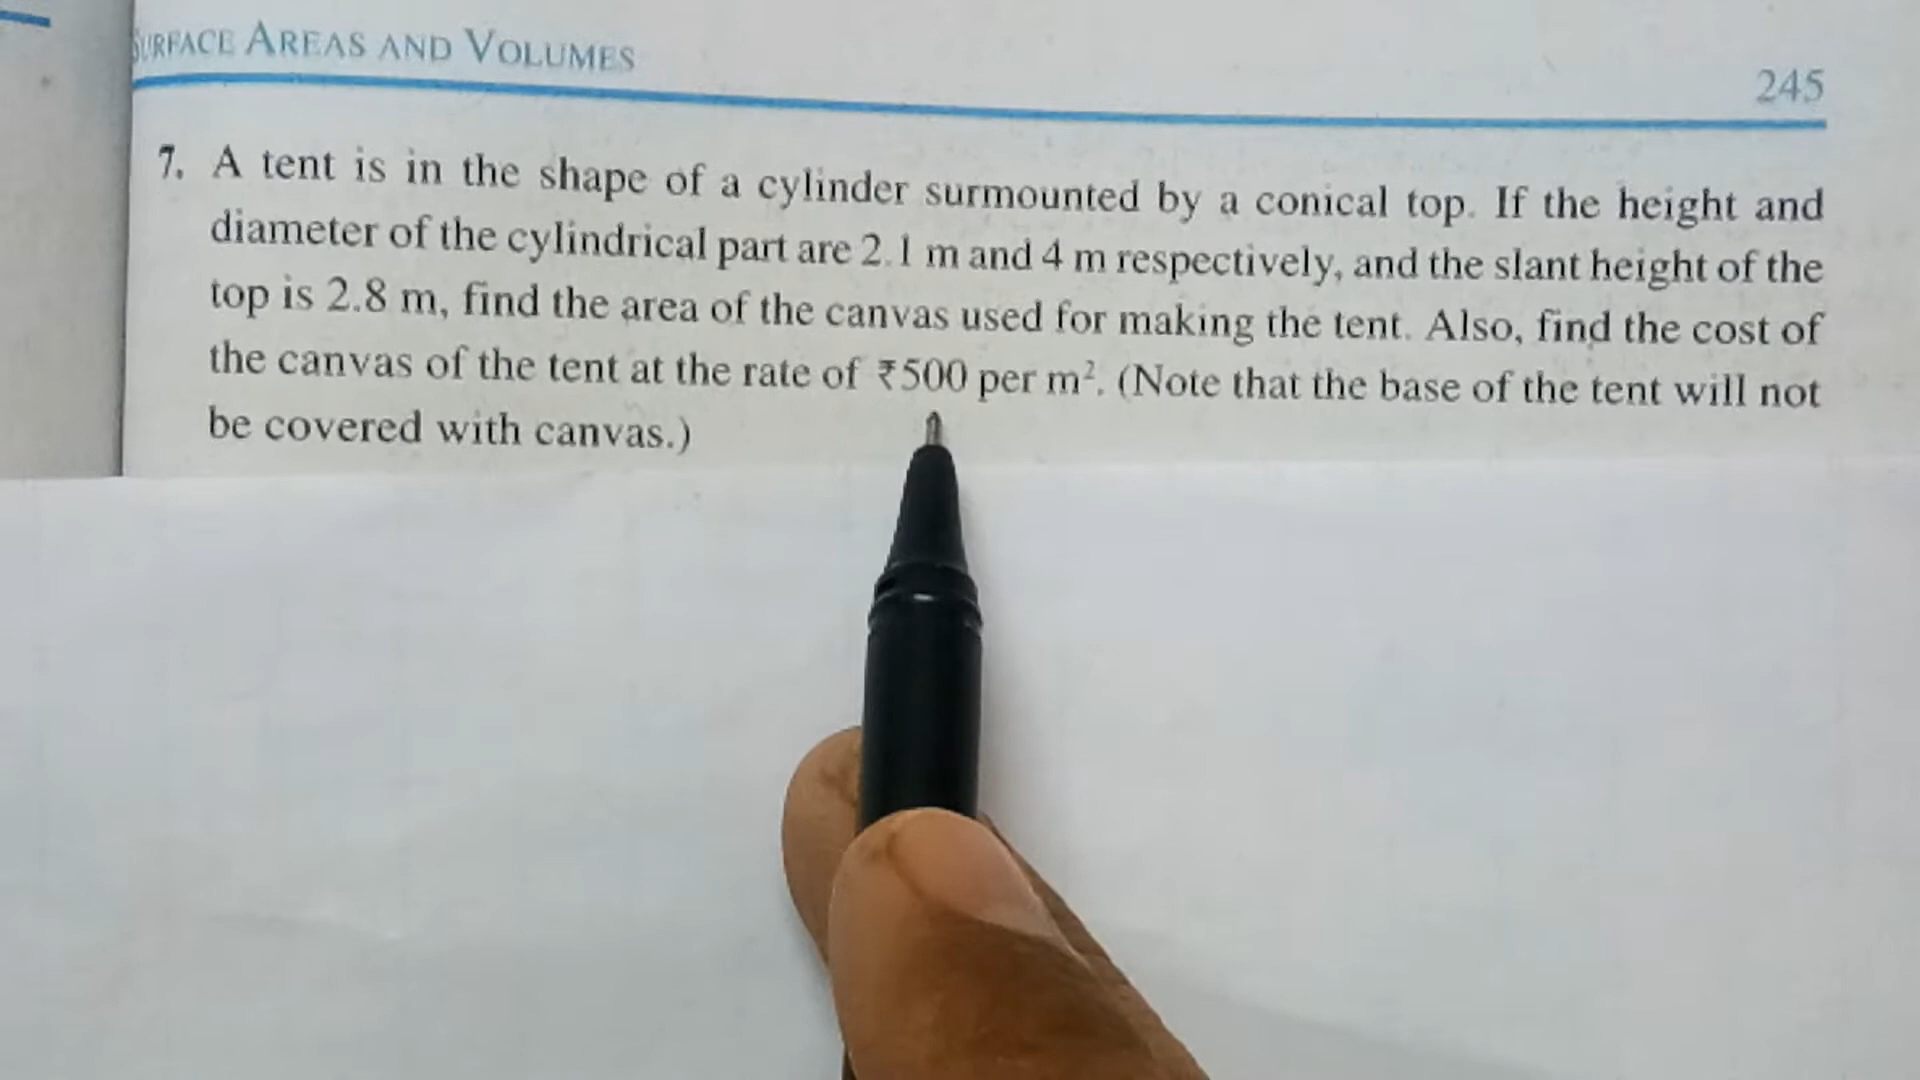 SURFACE AREAS AND VOLUMES
245
7. A tent is in the shape of a cylinder surmounted by a conical top. If the height and
diameter of the cylindrical part are 2.1 m and 4 m respectively, and the slant height of the
top is 2.8 m, find the area of the canvas used for making the tent. Also, find the cost of
the canvas of the tent at the rate of ₹500 per m². (Note that the base of the tent will not
be covered with canvas.)